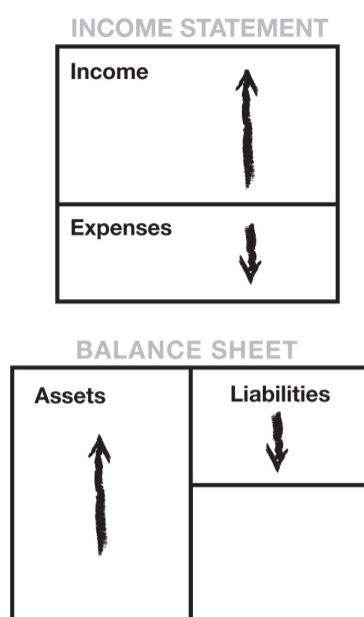 INCOME STATEMENT
Income
Expenses
BALANCE SHEET
Assets
Liabilities